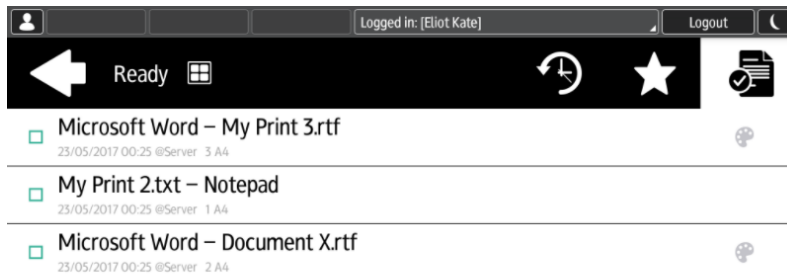 Logged in: [Eliot Kate]
Logout
Ready
Microsoft Word – My Print 3.rtf
23/05/2017 00:25 @Server 3 A4
My Print 2.txt – Notepad
23/05/2017 00:25 @Server 1 A4
Microsoft Word – Document X.rtf
23/05/2017 00:25 @Server 2 A4